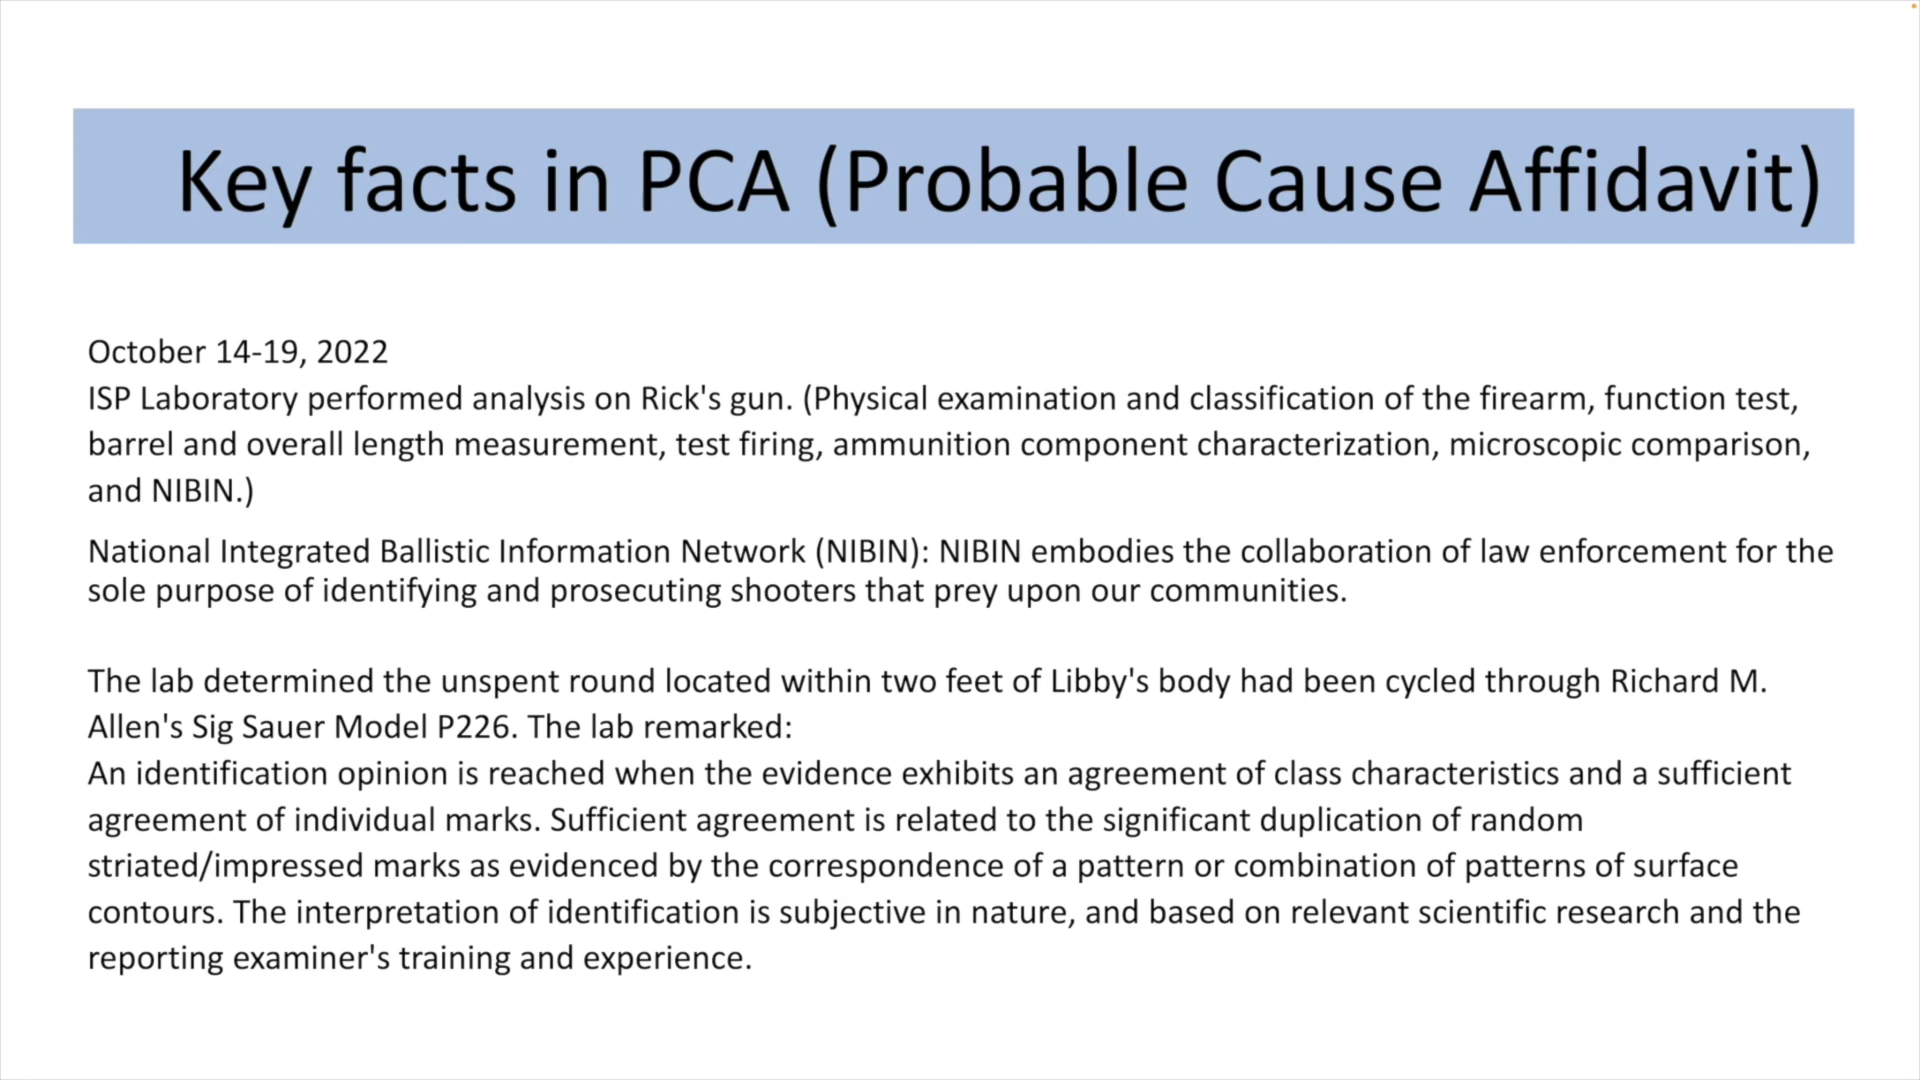 Key facts in PCA (Probable Cause Affidavit)
October 14-19, 2022
ISP Laboratory performed analysis on Rick's gun. (Physical examination and classification of the firearm, function test,
barrel and overall length measurement, test firing, ammunition component characterization, microscopic comparison,
and NIBIN.)
National Integrated Ballistic Information Network (NIBIN): NIBIN embodies the collaboration of law enforcement for the
sole purpose of identifying and prosecuting shooters that prey upon our communities.
The lab determined the unspent round located within two feet of Libby's body had been cycled through Richard M.
Allen's Sig Sauer Model P226. The lab remarked:
An identification opinion is reached when the evidence exhibits an agreement of class characteristics and a sufficient
agreement of individual marks. Sufficient agreement is related to the significant duplication of random
striated/impressed marks as evidenced by the correspondence of a pattern or combination of patterns of surface
contours. The interpretation of identification is subjective in nature, and based on relevant scientific research and the
reporting examiner's training and experience.